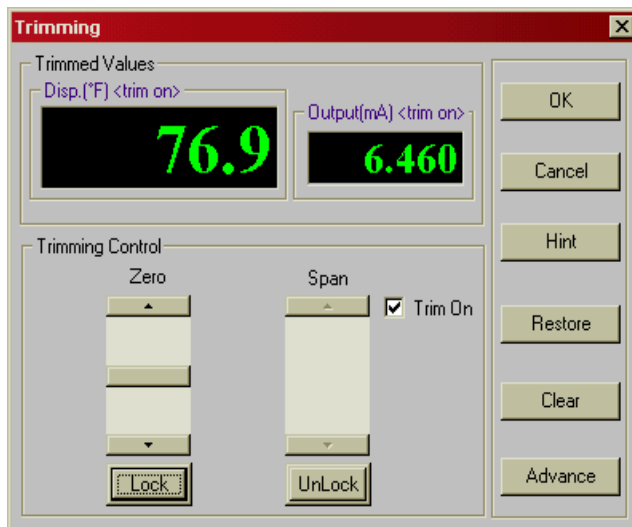 Trimming
Trimmed Values
Disp.(°F) <trim on>
76.9
Output(mA) <trim on>
6.460
Trimming Control
Zero
Span
Trim On
Lock
UnLock
OK
Cancel
Hint
Restore
Clear
Advance